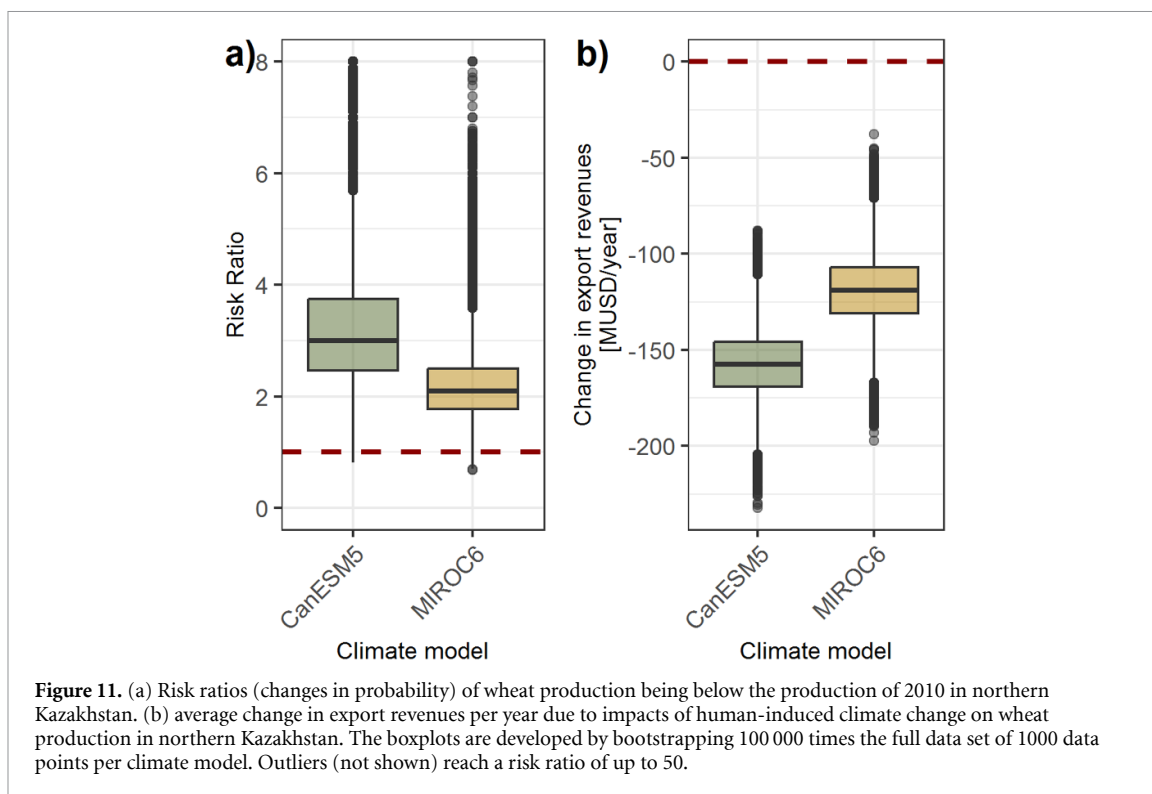 a)
8
6
4
2
0
Risk Ratio
CanESM5
MIROC6
Climate model
b)
0
-50
-100
-150
-200
Change in export revenues
[MUSD/year]
CanESM5
MIROC6
Climate model
Figure 11. (a) Risk ratios (changes in probability) of wheat production being below the production of 2010 in northern
Kazakhstan. (b) average change in export revenues per year due to impacts of human-induced climate change on wheat
production in northern Kazakhstan. The boxplots are developed by bootstrapping 100 000 times the full data set of 1000 data
points per climate model. Outliers (not shown) reach a risk ratio of up to 50.